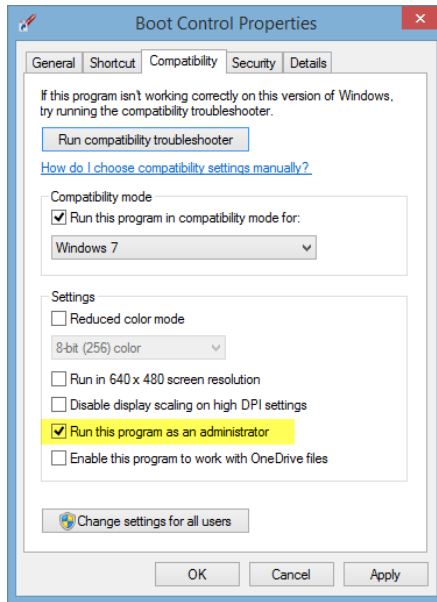 Boot Control Properties
General Shortcut Compatibility Security Details
If this program isn't working correctly on this version of Windows,
try running the compatibility troubleshooter.
Run compatibility troubleshooter
How do I choose compatibility settings manually?
Compatibility mode
Run this program in compatibility mode for:
Windows 7
Settings
Reduced color mode
8-bit (256) color
Run in 640 x 480 screen resolution
Disable display scaling on high DPI settings
Run this program as an administrator
Enable this program to work with OneDrive files
Change settings for all users
OK Cancel Apply